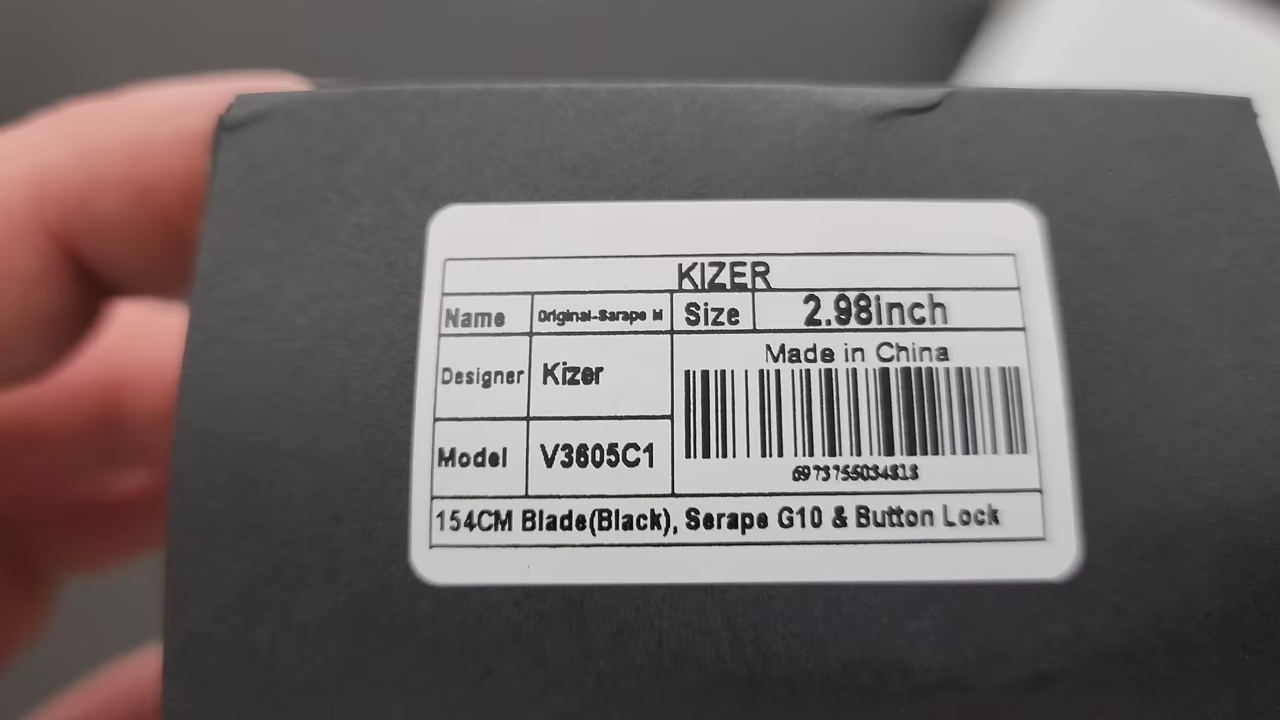 KIZER
Name Original-Sarape M Size 2.98inch
Made in China
Designer Kizer
Model V3605C1
6973755034818
154CM Blade(Black), Serape G10 & Button Lock